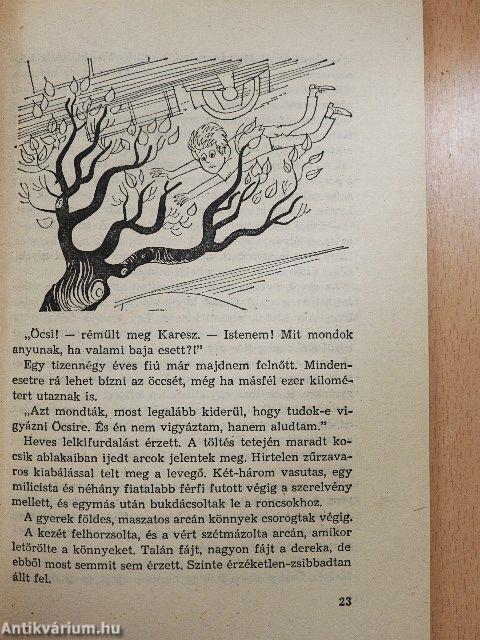 „Öcsi! — rémült meg Karesz. — Istenem! Mit mondok
anyunak, ha valami baja esett?!"
Egy tizennégy éves fiú már majdnem felnőtt. Minden-
esetre rá lehet bízni az öccsét, még ha másfél ezer kilomé-
tert utaznak is.
„Azt mondták, most legalább kiderül, hogy tudok-e vi-
gyázni Öcsire. És én nem vigyáztam, hanem aludtam."
Heves lelkifurdalást érzett. A töltés tetején maradt ko-
csik ablakaiban ijedt arcok jelentek meg. Hirtelen zűrzava-
ros kiabálással telt meg a levegő. Két-három vasutas, egy
milicista és néhány fiatalabb férfi futott végig a szerelvény
mellett, és egymás után bukdácsoltak le a roncsokhoz.
A gyerek földes, maszatos arcán könnyek csorogtak végig.
A kezét felhorzsolta, és a vért szétmázolta arcán, amikor
letörölte a könnyeket. Talán fájt, nagyon fájt a dereka, de
ebből most semmit sem érzett. Szinte érzéketlen-zsibbadtan
állt fel.
23
Antikvárium.hu